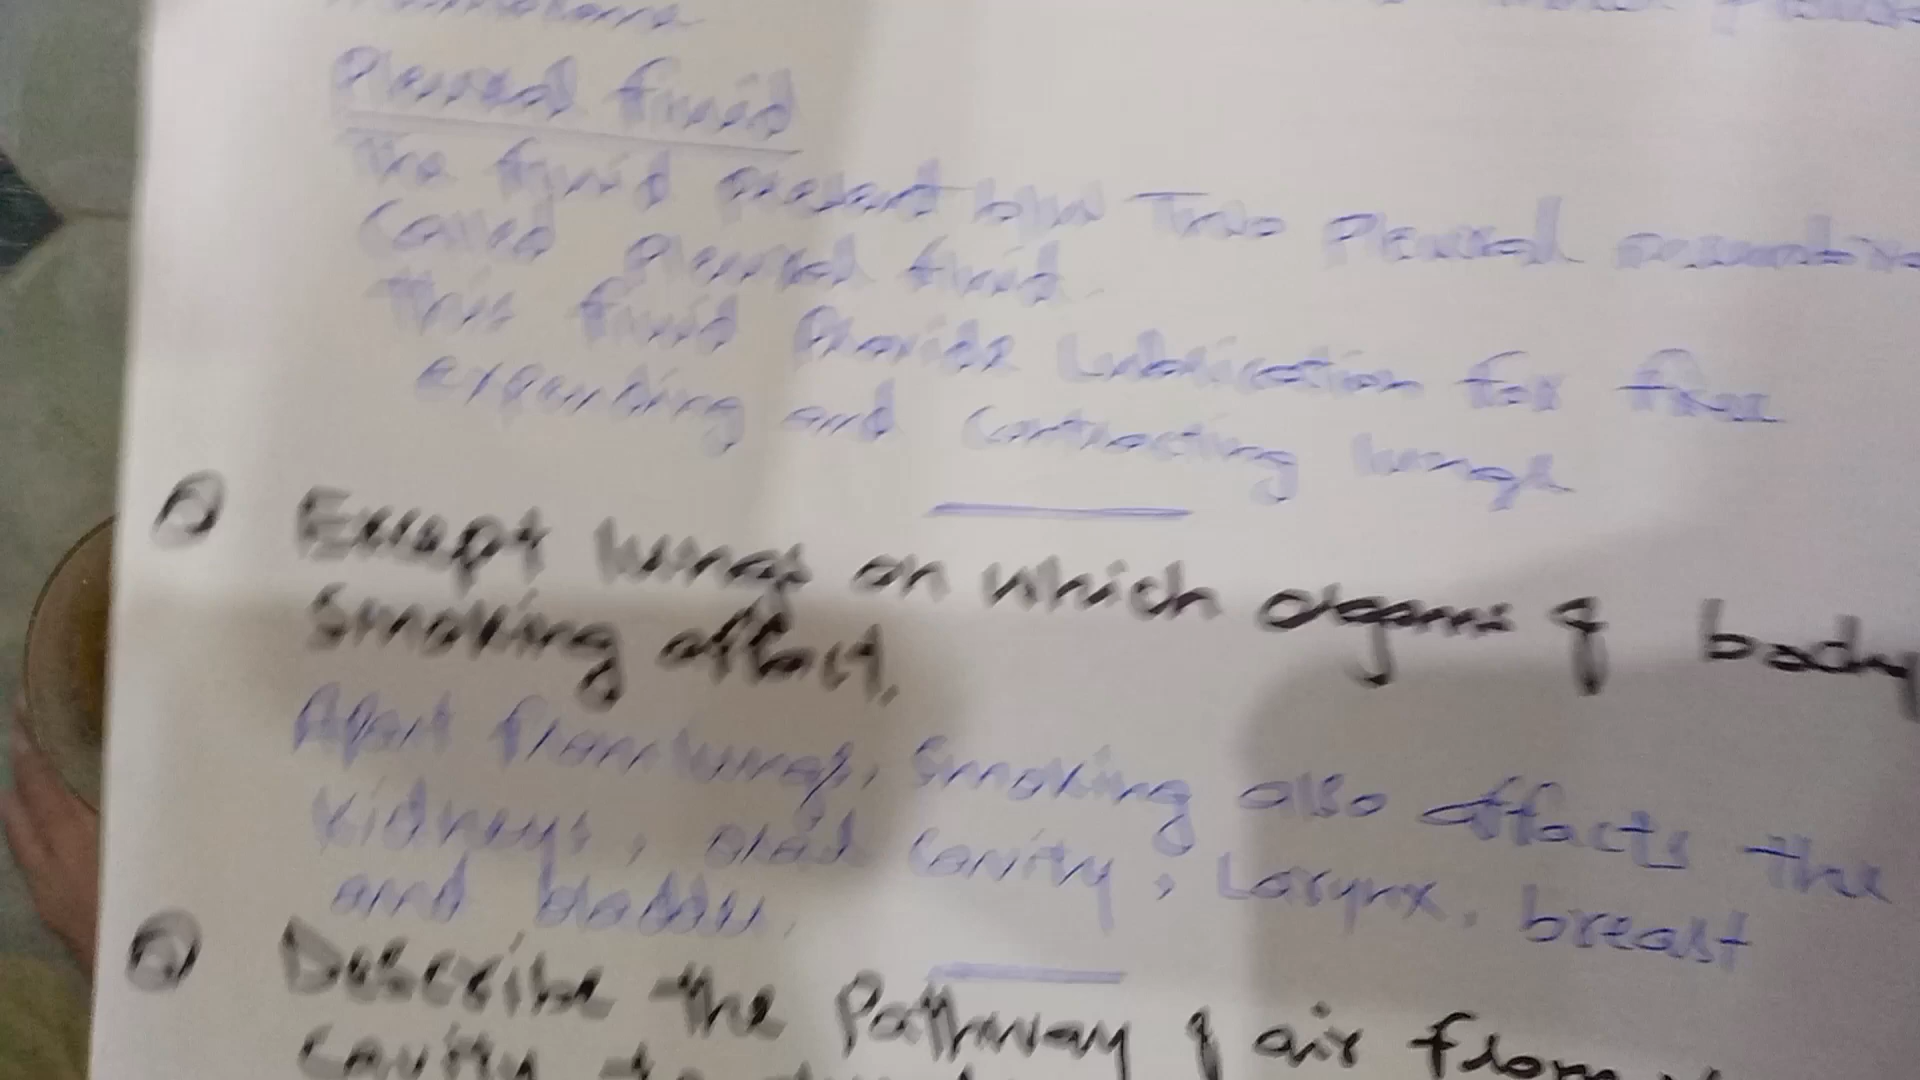 Pleural fluid
The fluid present b/w Two Pleural membrane
Called pleural fluid.
This fluid Provide Lubrication for free
expanding and Contracting lungs
Q Except lungs on which organs of body
Smoking affect.
Apart from lungs, Smoking also affects the
kidneys, oral Cavity, Larynx, breast
and bladder.
Q Describe the Pathway of air from
Cavity to